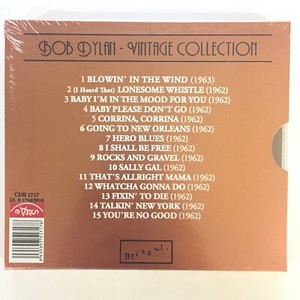 BOB DYLAN - VINTAGE COLLECTION
1 BLOWIN' IN THE WIND (1963)
2 (I Heard That) LONESOME WHISTLE (1962)
3 BABY I'M IN THE MOOD FOR YOU (1962)
4 BABY PLEASE DON'T GO (1962)
5 CORRINA, CORRINA (1962)
6 GOING TO NEW ORLEANS (1962)
7 HERO BLUES (1962)
8 I SHALL BE FREE (1962)
9 ROCKS AND GRAVEL (1962)
10 SALLY GAL (1962)
11 THAT'S ALLRIGHT MAMA (1962)
12 WHATCHA GONNA DO (1962)
13 FIXIN' TO DIE (1962)
14 TALKIN' NEW YORK (1962)
15 YOU'RE NO GOOD (1962)
CDB 1717